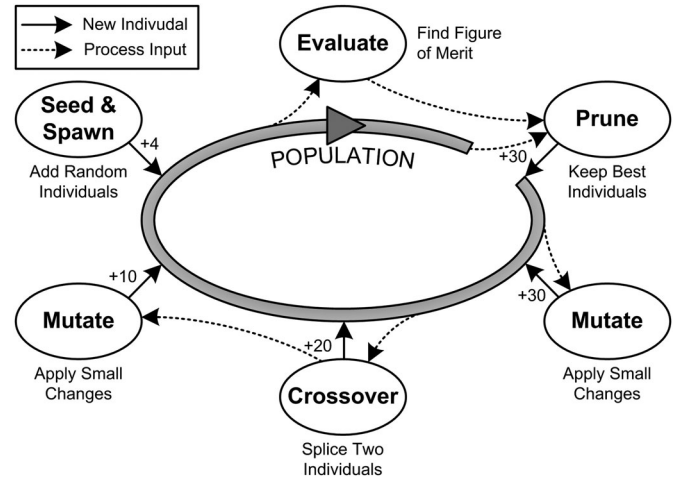 New Indivudal
Process Input
Evaluate
Find Figure
of Merit
Seed &
Spawn
+4
Add Random
Individuals
POPULATION
Prune
+30
Keep Best
Individuals
+10
Mutate
Apply Small
Changes
+20
Crossover
Splice Two
Individuals
+30
Mutate
Apply Small
Changes